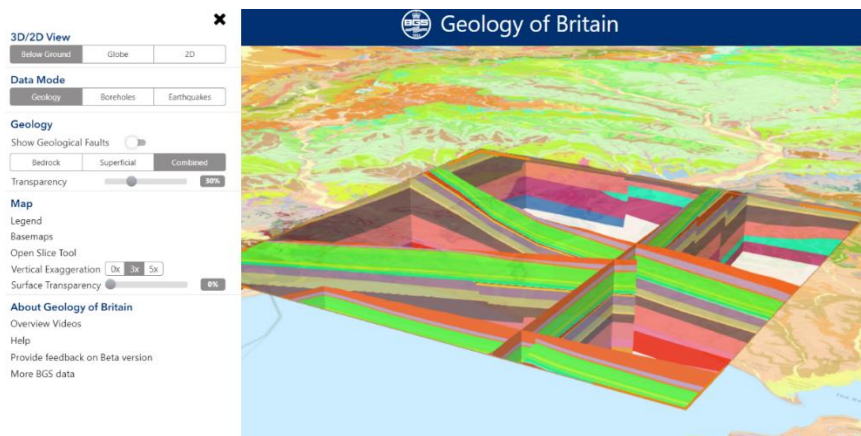 ✖
3D/2D View
Below Ground Globe 2D
Data Mode
Geology Boreholes Earthquakes
Geology
Show Geological Faults
Bedrock Superficial Combined
Transparency 30%
Map
Legend
Basemaps
Open Slice Tool
Vertical Exaggeration 0x 3x 5x
Surface Transparency 0%
About Geology of Britain
Overview Videos
Help
Provide feedback on Beta version
More BGS data
BGS Geology of Britain